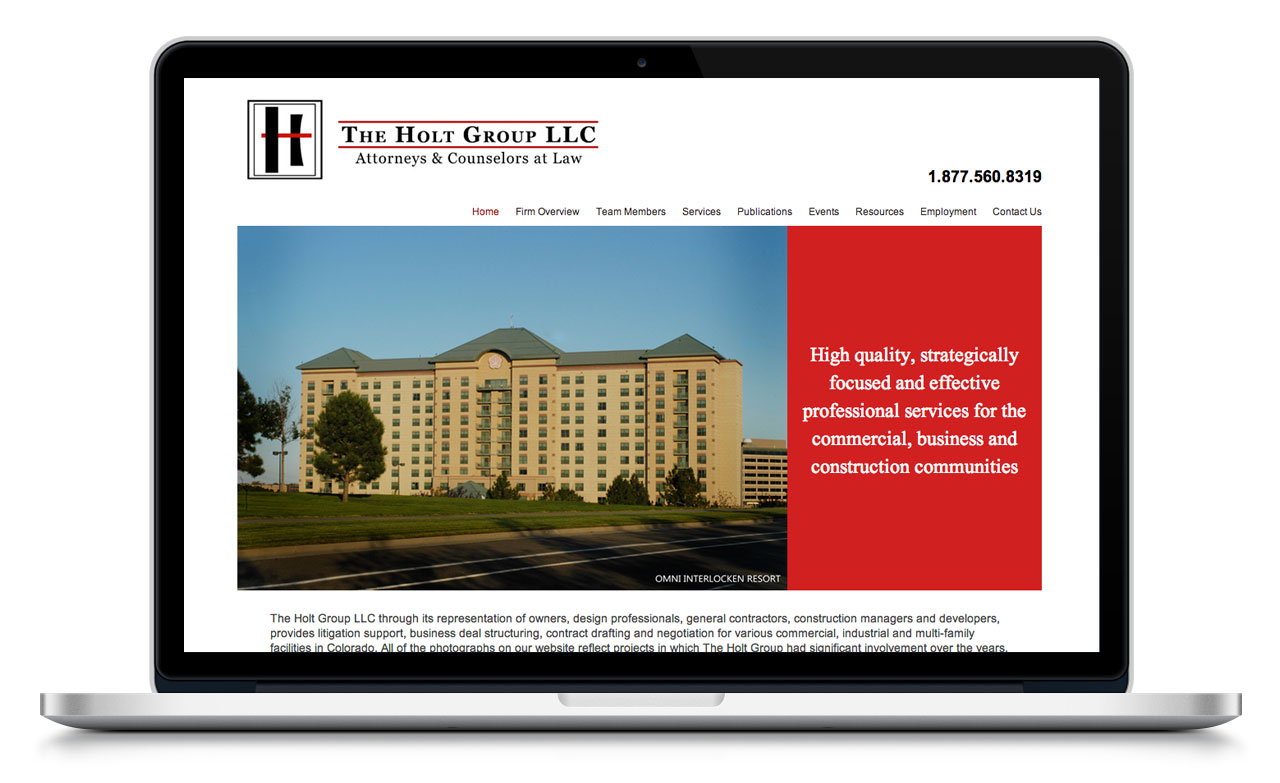 H
THE HOLT GROUP LLC
Attorneys & Counselors at Law
1.877.560.8319
Home Firm Overview Team Members Services Publications Events Resources Employment Contact Us
High quality, strategically
focused and effective
professional services for the
commercial, business and
construction communities
OMNI INTERLOCKEN RESORT
The Holt Group LLC through its representation of owners, design professionals, general contractors, construction managers and developers,
provides litigation support, business deal structuring, contract drafting and negotiation for various commercial, industrial and multi-family
facilities in Colorado. All of the photographs on our website reflect projects in which The Holt Group had significant involvement over the years.